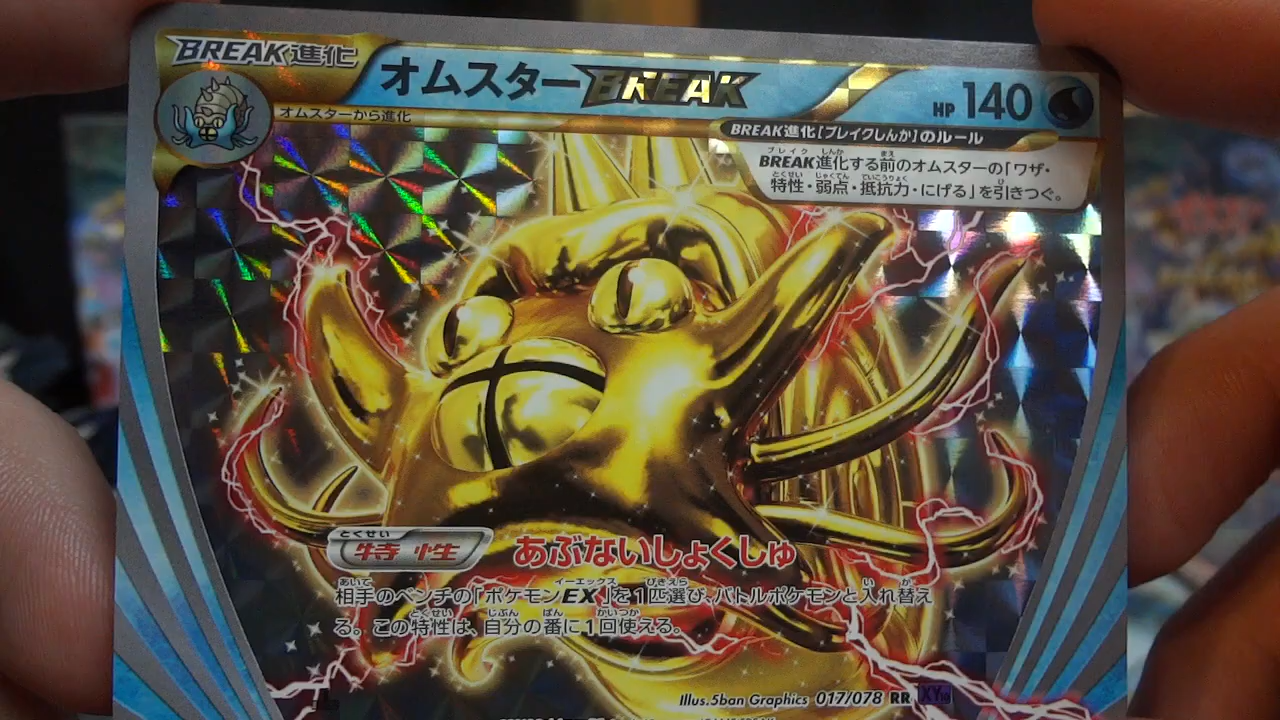 BREAK進化
オムスターBREAK
HP 140
オムスターから進化
BREAK進化[ブレイクしんか]のルール
BREAK進化する前のオムスターの「ワザ・
特性・弱点・抵抗力・にげる」を引きつぐ。
特性 あぶないしょくしゅ
相手のベンチの「ポケモンEX」を1匹選び、バトルポケモンと入れ替え
る。この特性は、自分の番に1回使える。
Illus.5ban Graphics 017/078 RR XY10